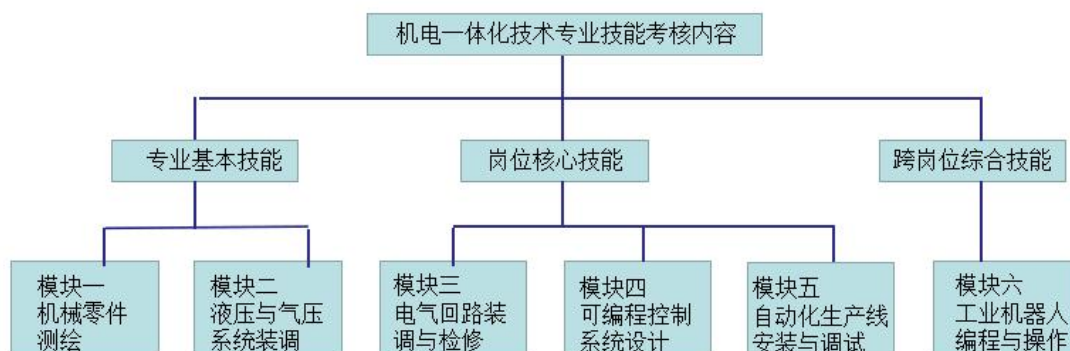 机电一体化技术专业技能考核内容
专业基本技能
岗位核心技能
跨岗位综合技能
模块一
机械零件
测绘
模块二
液压与气压
系统装调
模块三
电气回路装
调与检修
模块四
可编程控制
系统设计
模块五
自动化生产线
安装与调试
模块六
工业机器人
编程与操作